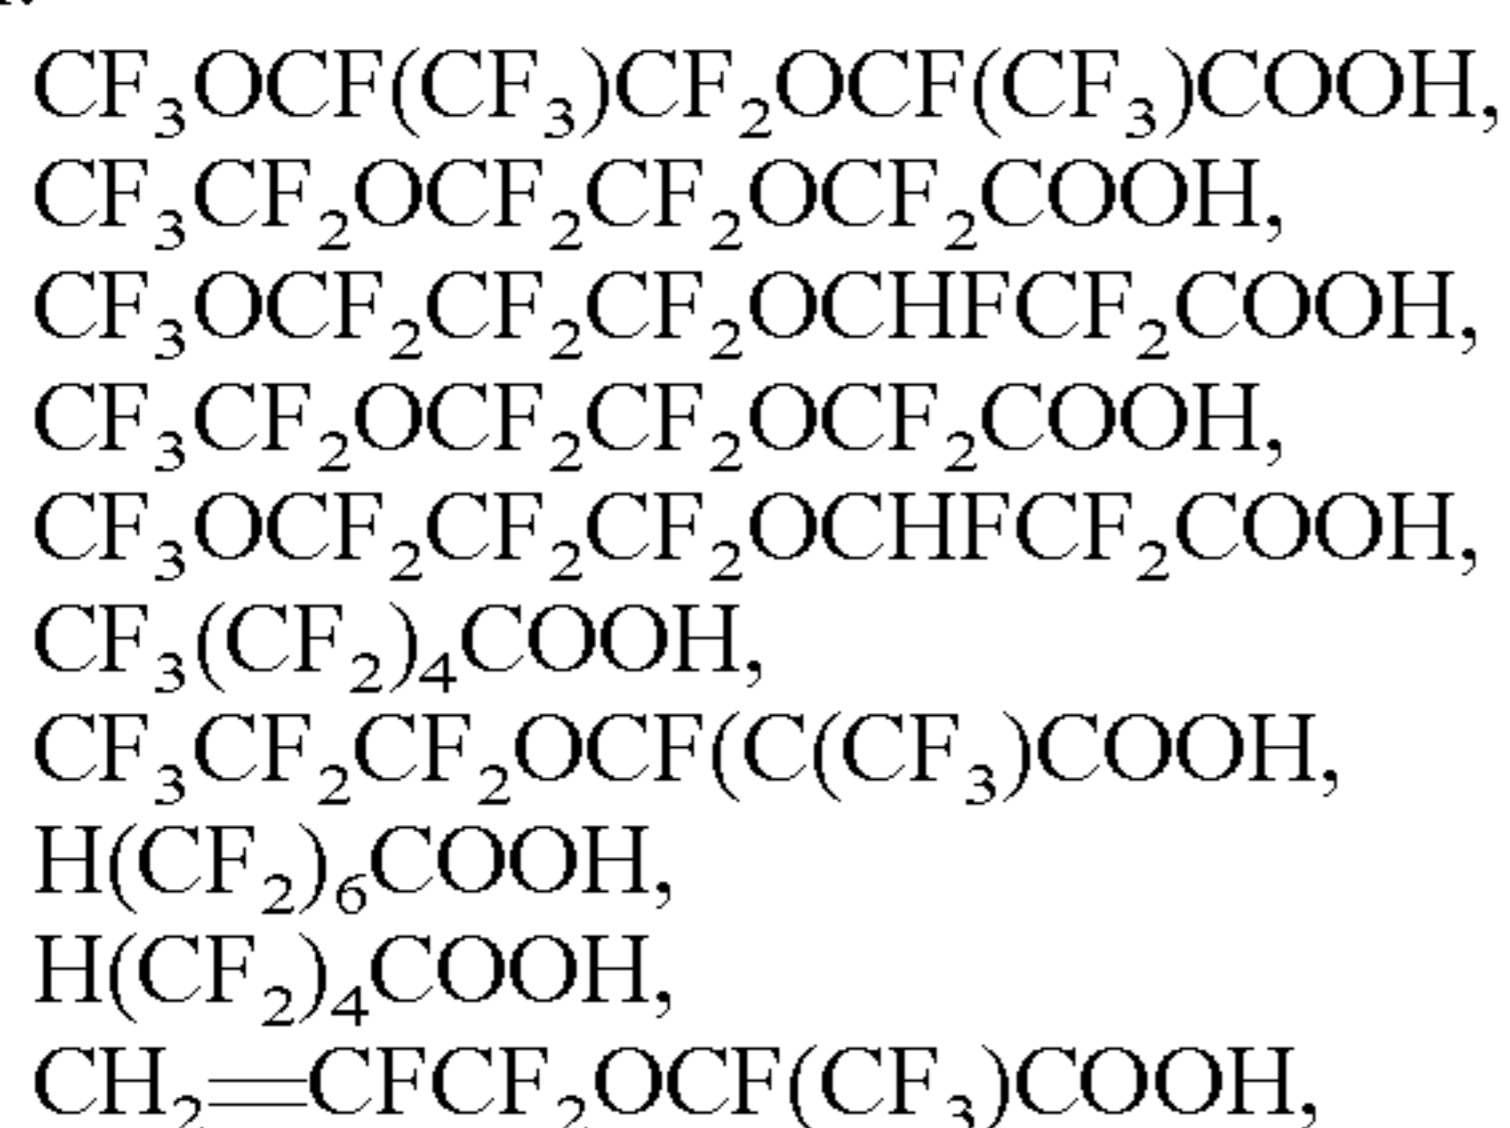 CF₃OCF(CF₃)CF₂OCF(CF₃)COOH,
CF₃CF₂OCF₂CF₂OCF₂COOH,
CF₃OCF₂CF₂CF₂OCHFCF₂COOH,
CF₃CF₂OCF₂CF₂OCF₂COOH,
CF₃OCF₂CF₂CF₂OCHFCF₂COOH,
CF₃(CF₂)₄COOH,
CF₃CF₂CF₂OCF(C(CF₃)COOH,
H(CF₂)₆COOH,
H(CF₂)₄COOH,
CH₂=CFCF₂OCF(CF₃)COOH,